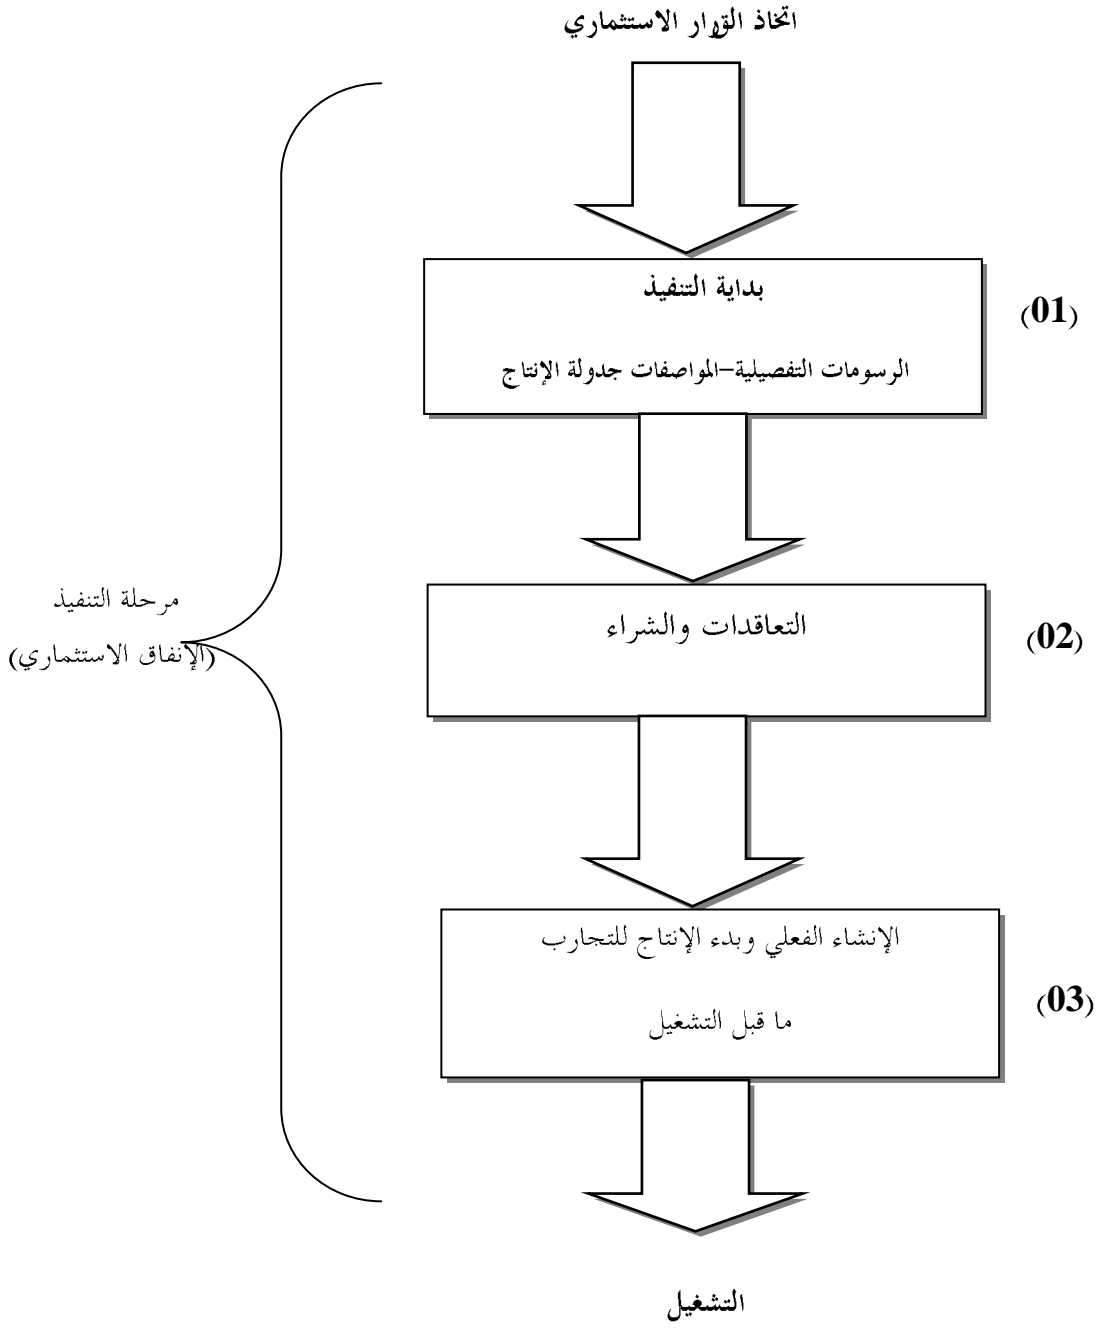 اتخاذ القرار الاستثماري
بداية التنفيذ
(01)
الرسومات التفصيلية–المواصفات جدولة الإنتاج
التعاقدات والشراء
(02)
مرحلة التنفيذ
(الإنفاق الاستثماري)
الإنشاء الفعلي وبدء الإنتاج للتجارب
(03)
ما قبل التشغيل
التشغيل